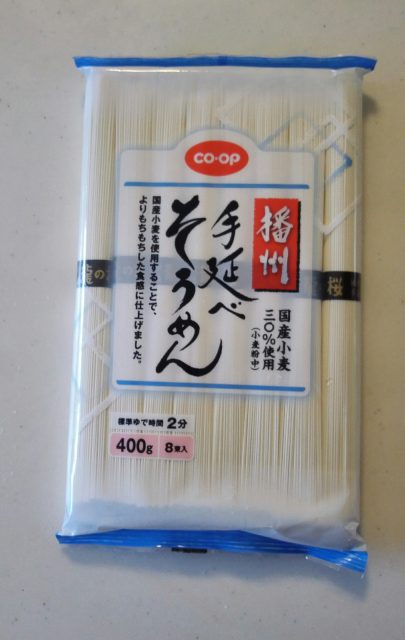 CO·OP
播州
手延べ
そうめん
国産小麦
三〇%使用
(小麦粉中)
国産小麦を使用することで、
よりもちもちした食感に仕上げました。
の
桜
標準ゆで時間 2分
400g 8束入